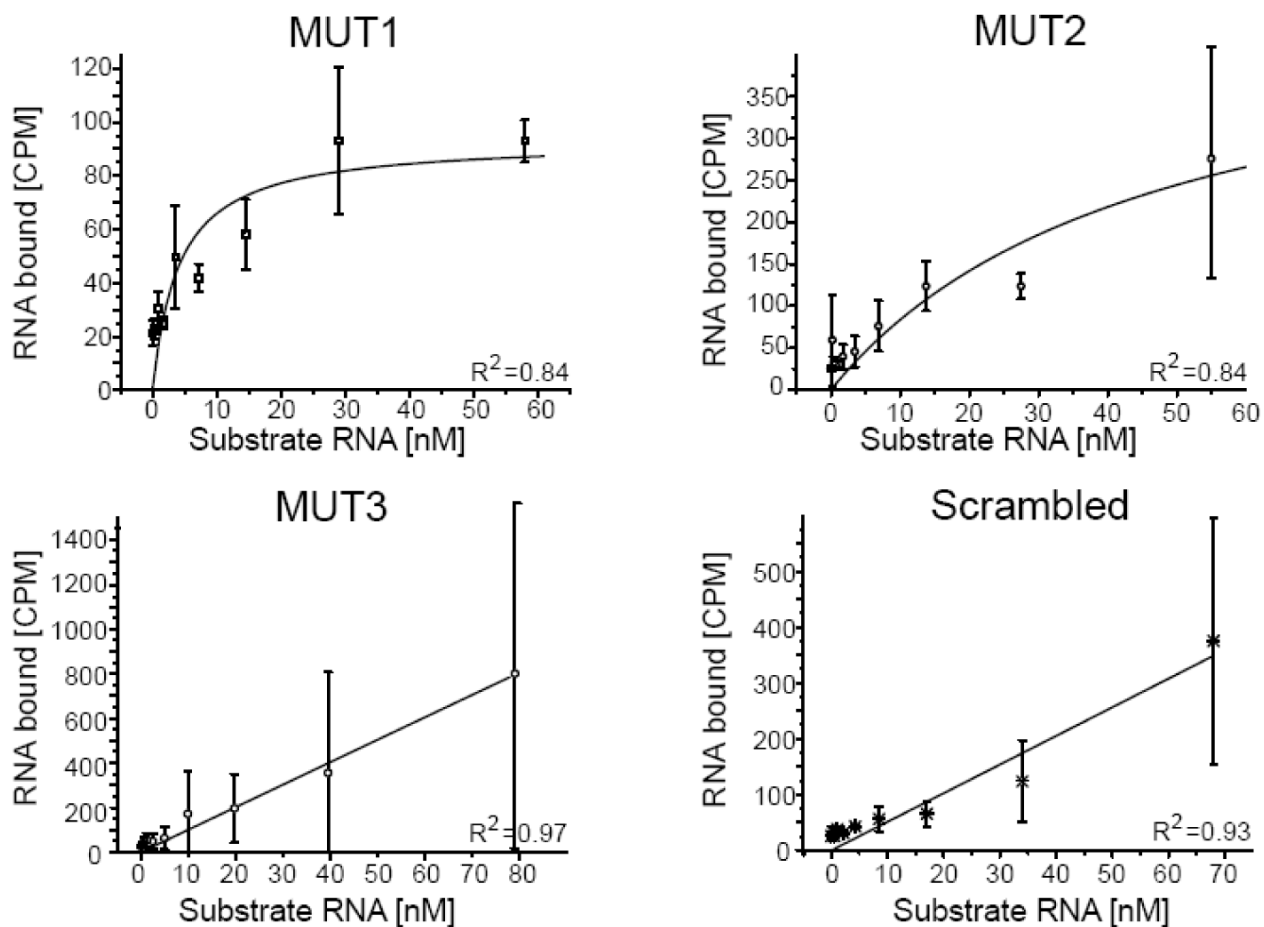 MUT1
RNA bound [CPM]
120
100
80
60
40
20
0
R²=0.84
0 10 20 30 40 50 60
Substrate RNA [nM]
MUT2
RNA bound [CPM]
350
300
250
200
150
100
50
0
R²=0.84
0 10 20 30 40 50 60
Substrate RNA [nM]
MUT3
RNA bound [CPM]
1400
1200
1000
800
600
400
200
0
R²=0.97
0 10 20 30 40 50 60 70 80
Substrate RNA [nM]
Scrambled
RNA bound [CPM]
500
400
300
200
100
0
R²=0.93
0 10 20 30 40 50 60 70
Substrate RNA [nM]